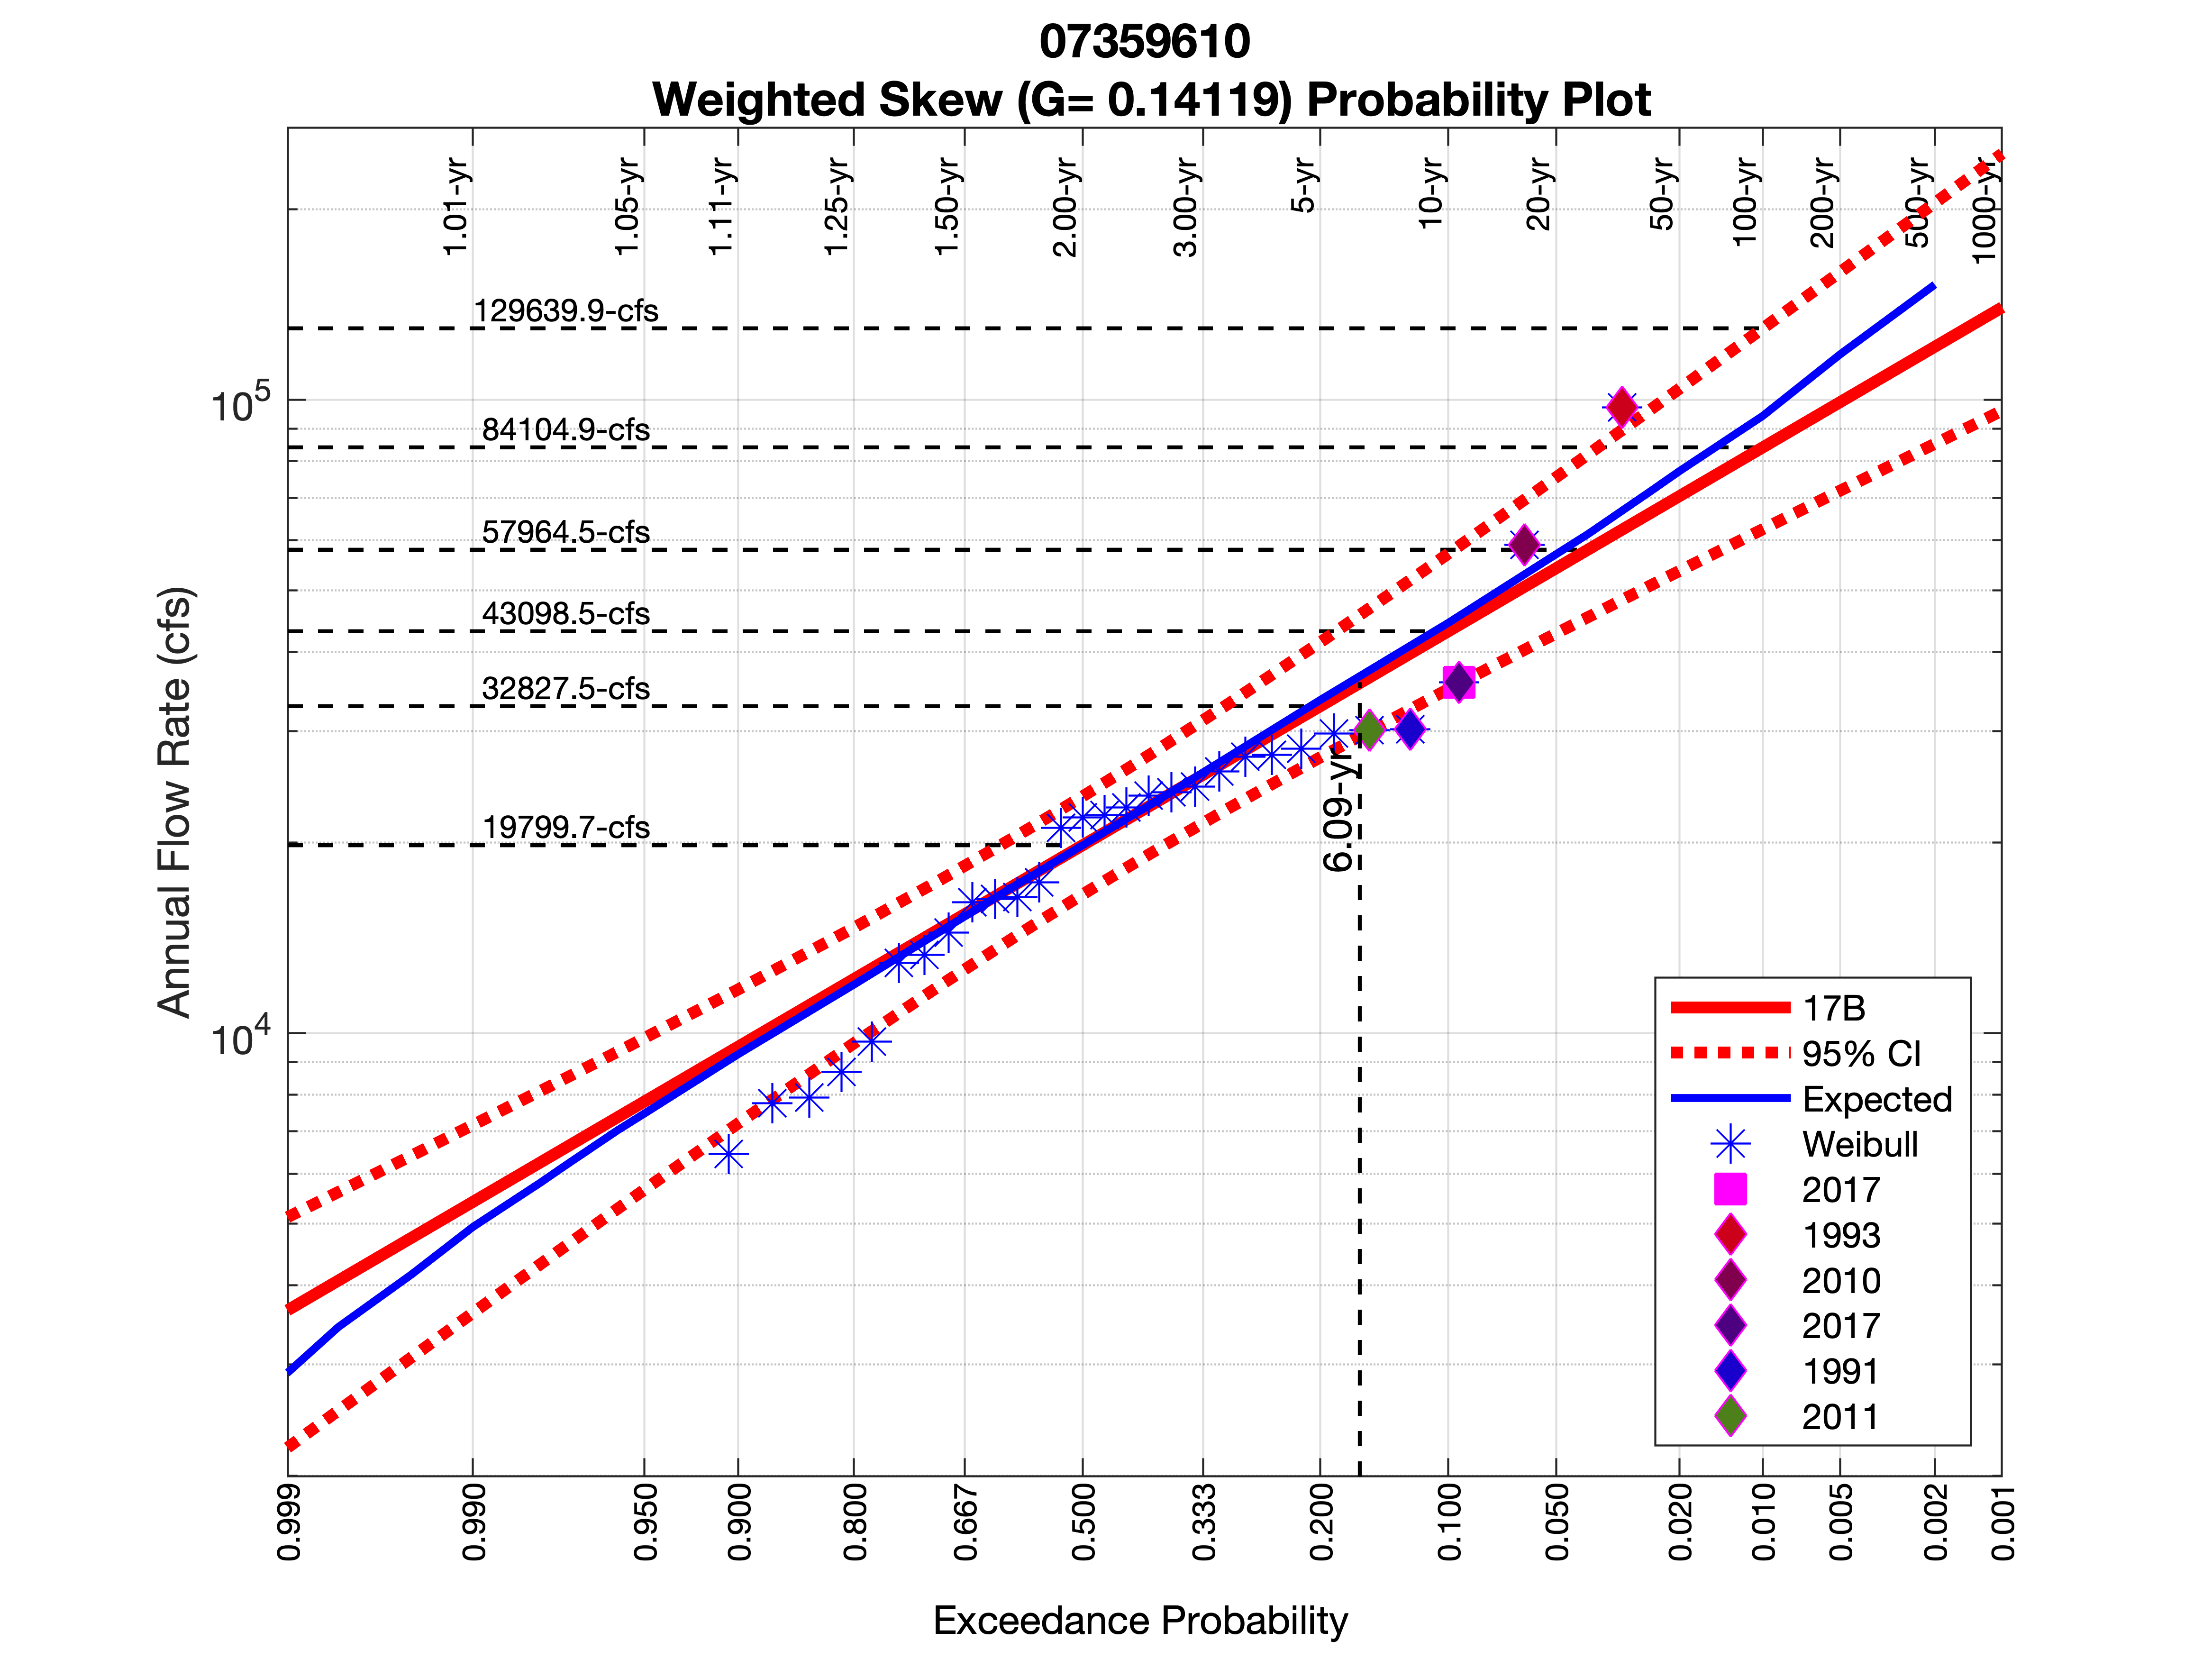 07359610
Weighted Skew (G= 0.14119) Probability Plot
1.01-yr
1.05-yr
1.11-yr
1.25-yr
1.50-yr
2.00-yr
3.00-yr
5-yr
10-yr
20-yr
50-yr
100-yr
200-yr
500-yr
1000-yr
129639.9-cfs
84104.9-cfs
57964.5-cfs
43098.5-cfs
32827.5-cfs
19799.7-cfs
6.09-yr
Annual Flow Rate (cfs)
10^5
10^4
17B
95% CI
Expected
Weibull
2017
1993
2010
2017
1991
2011
0.999
0.990
0.950
0.900
0.800
0.667
0.500
0.333
0.200
0.100
0.050
0.020
0.010
0.005
0.002
0.001
Exceedance Probability